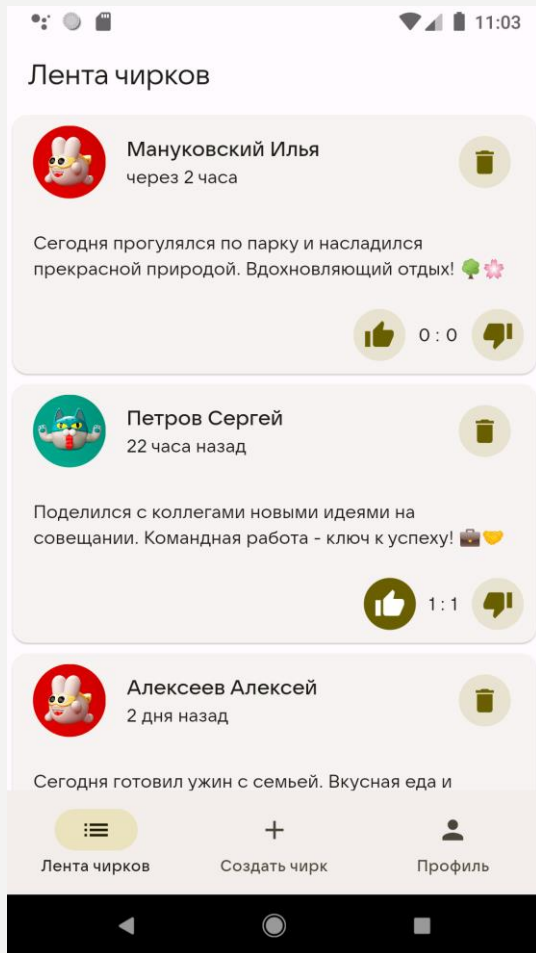 11:03
Лента чирков
Мануковский Илья
через 2 часа
Сегодня прогулялся по парку и насладился
прекрасной природой. Вдохновляющий отдых! 🌳🌸
0 : 0
Петров Сергей
22 часа назад
Поделился с коллегами новыми идеями на
совещании. Командная работа - ключ к успеху! 💼🤝
1 : 1
Алексеев Алексей
2 дня назад
Сегодня готовил ужин с семьей. Вкусная еда и
Лента чирков
Создать чирк
Профиль